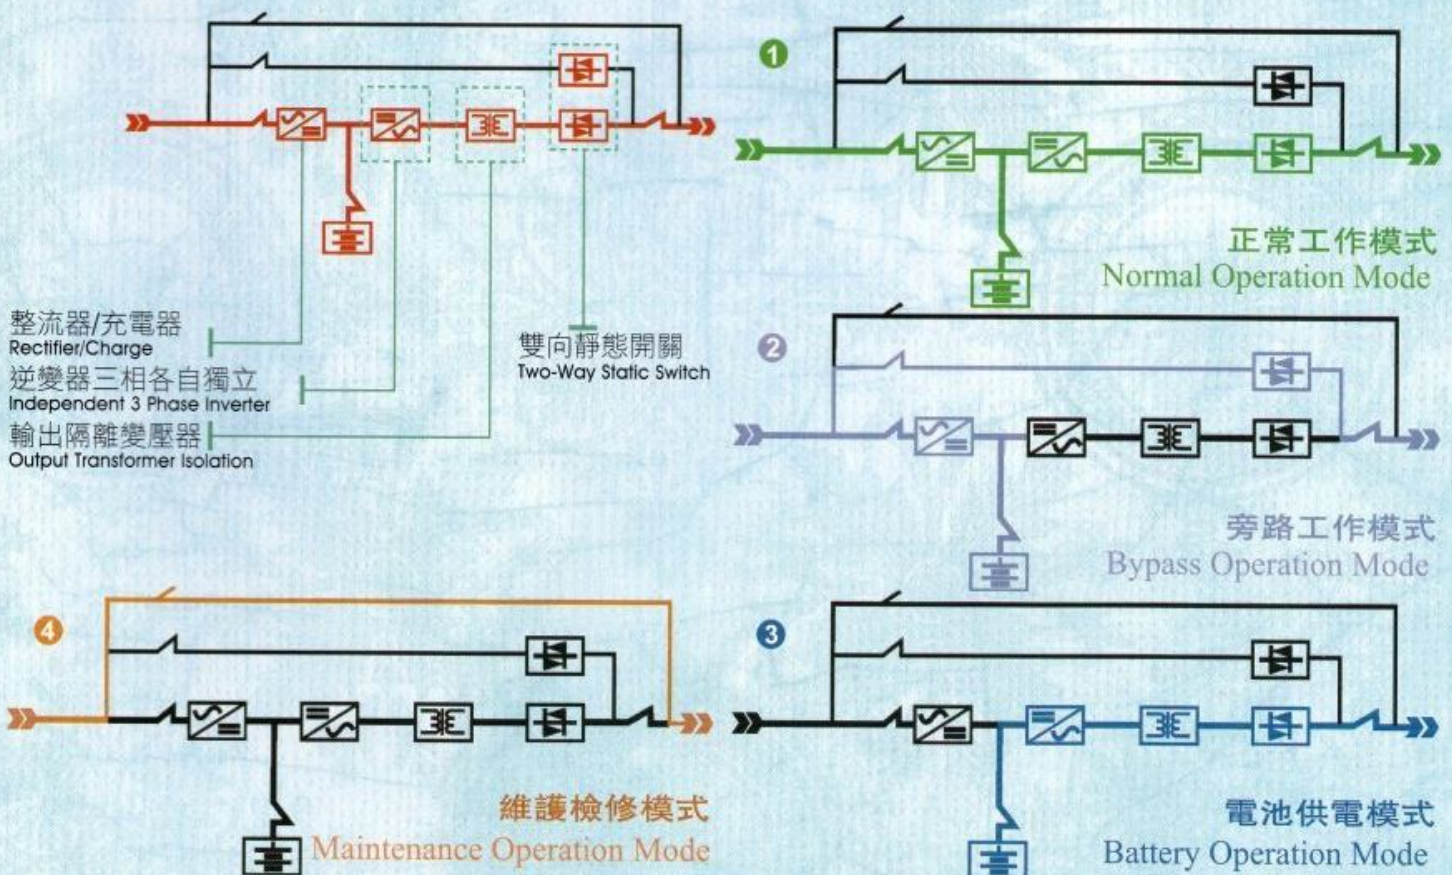 整流器/充電器
Rectifier/Charge
逆變器三相各自獨立
Independent 3 Phase Inverter
輸出隔離變壓器
Output Transformer Isolation
雙向靜態開關
Two-Way Static Switch
1
正常工作模式
Normal Operation Mode
2
旁路工作模式
Bypass Operation Mode
3
電池供電模式
Battery Operation Mode
4
維護檢修模式
Maintenance Operation Mode